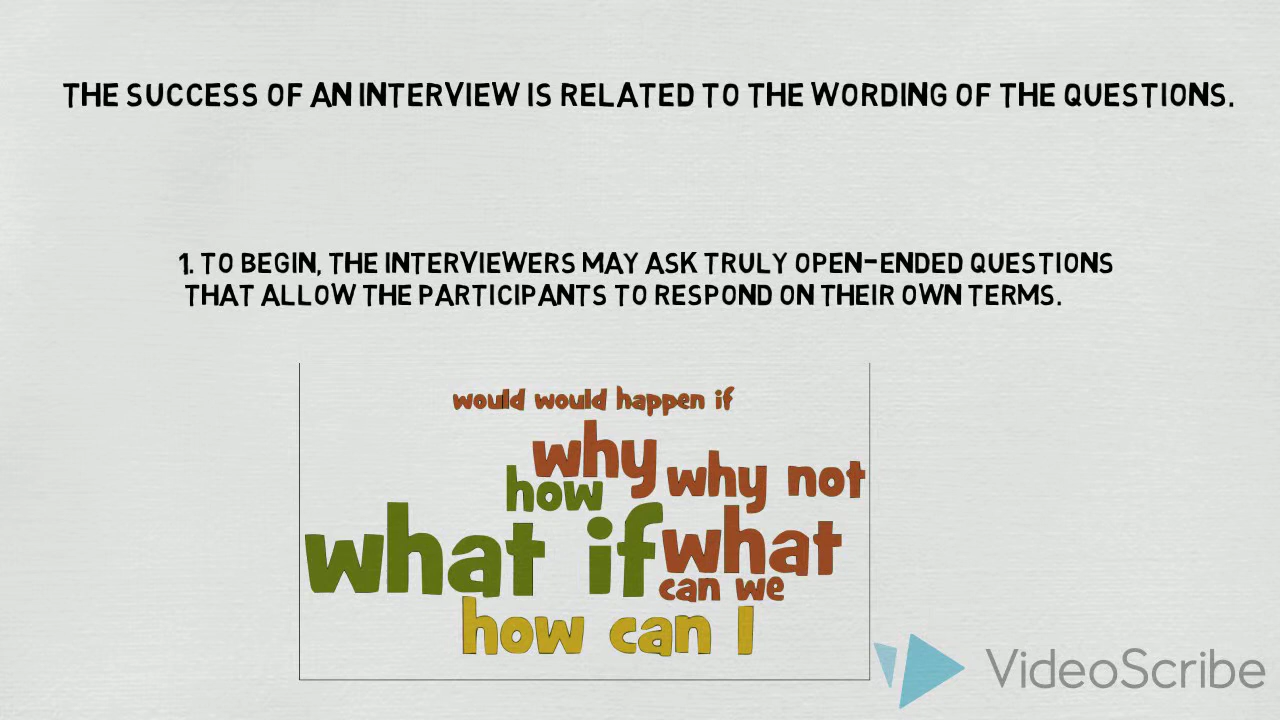 THE SUCCESS OF AN INTERVIEW IS RELATED TO THE WORDING OF THE QUESTIONS.
1. TO BEGIN, THE INTERVIEWERS MAY ASK TRULY OPEN-ENDED QUESTIONS
THAT ALLOW THE PARTICIPANTS TO RESPOND ON THEIR OWN TERMS.
would would happen if
why
why not
how
what if
what
can we
how can I
VideoScribe